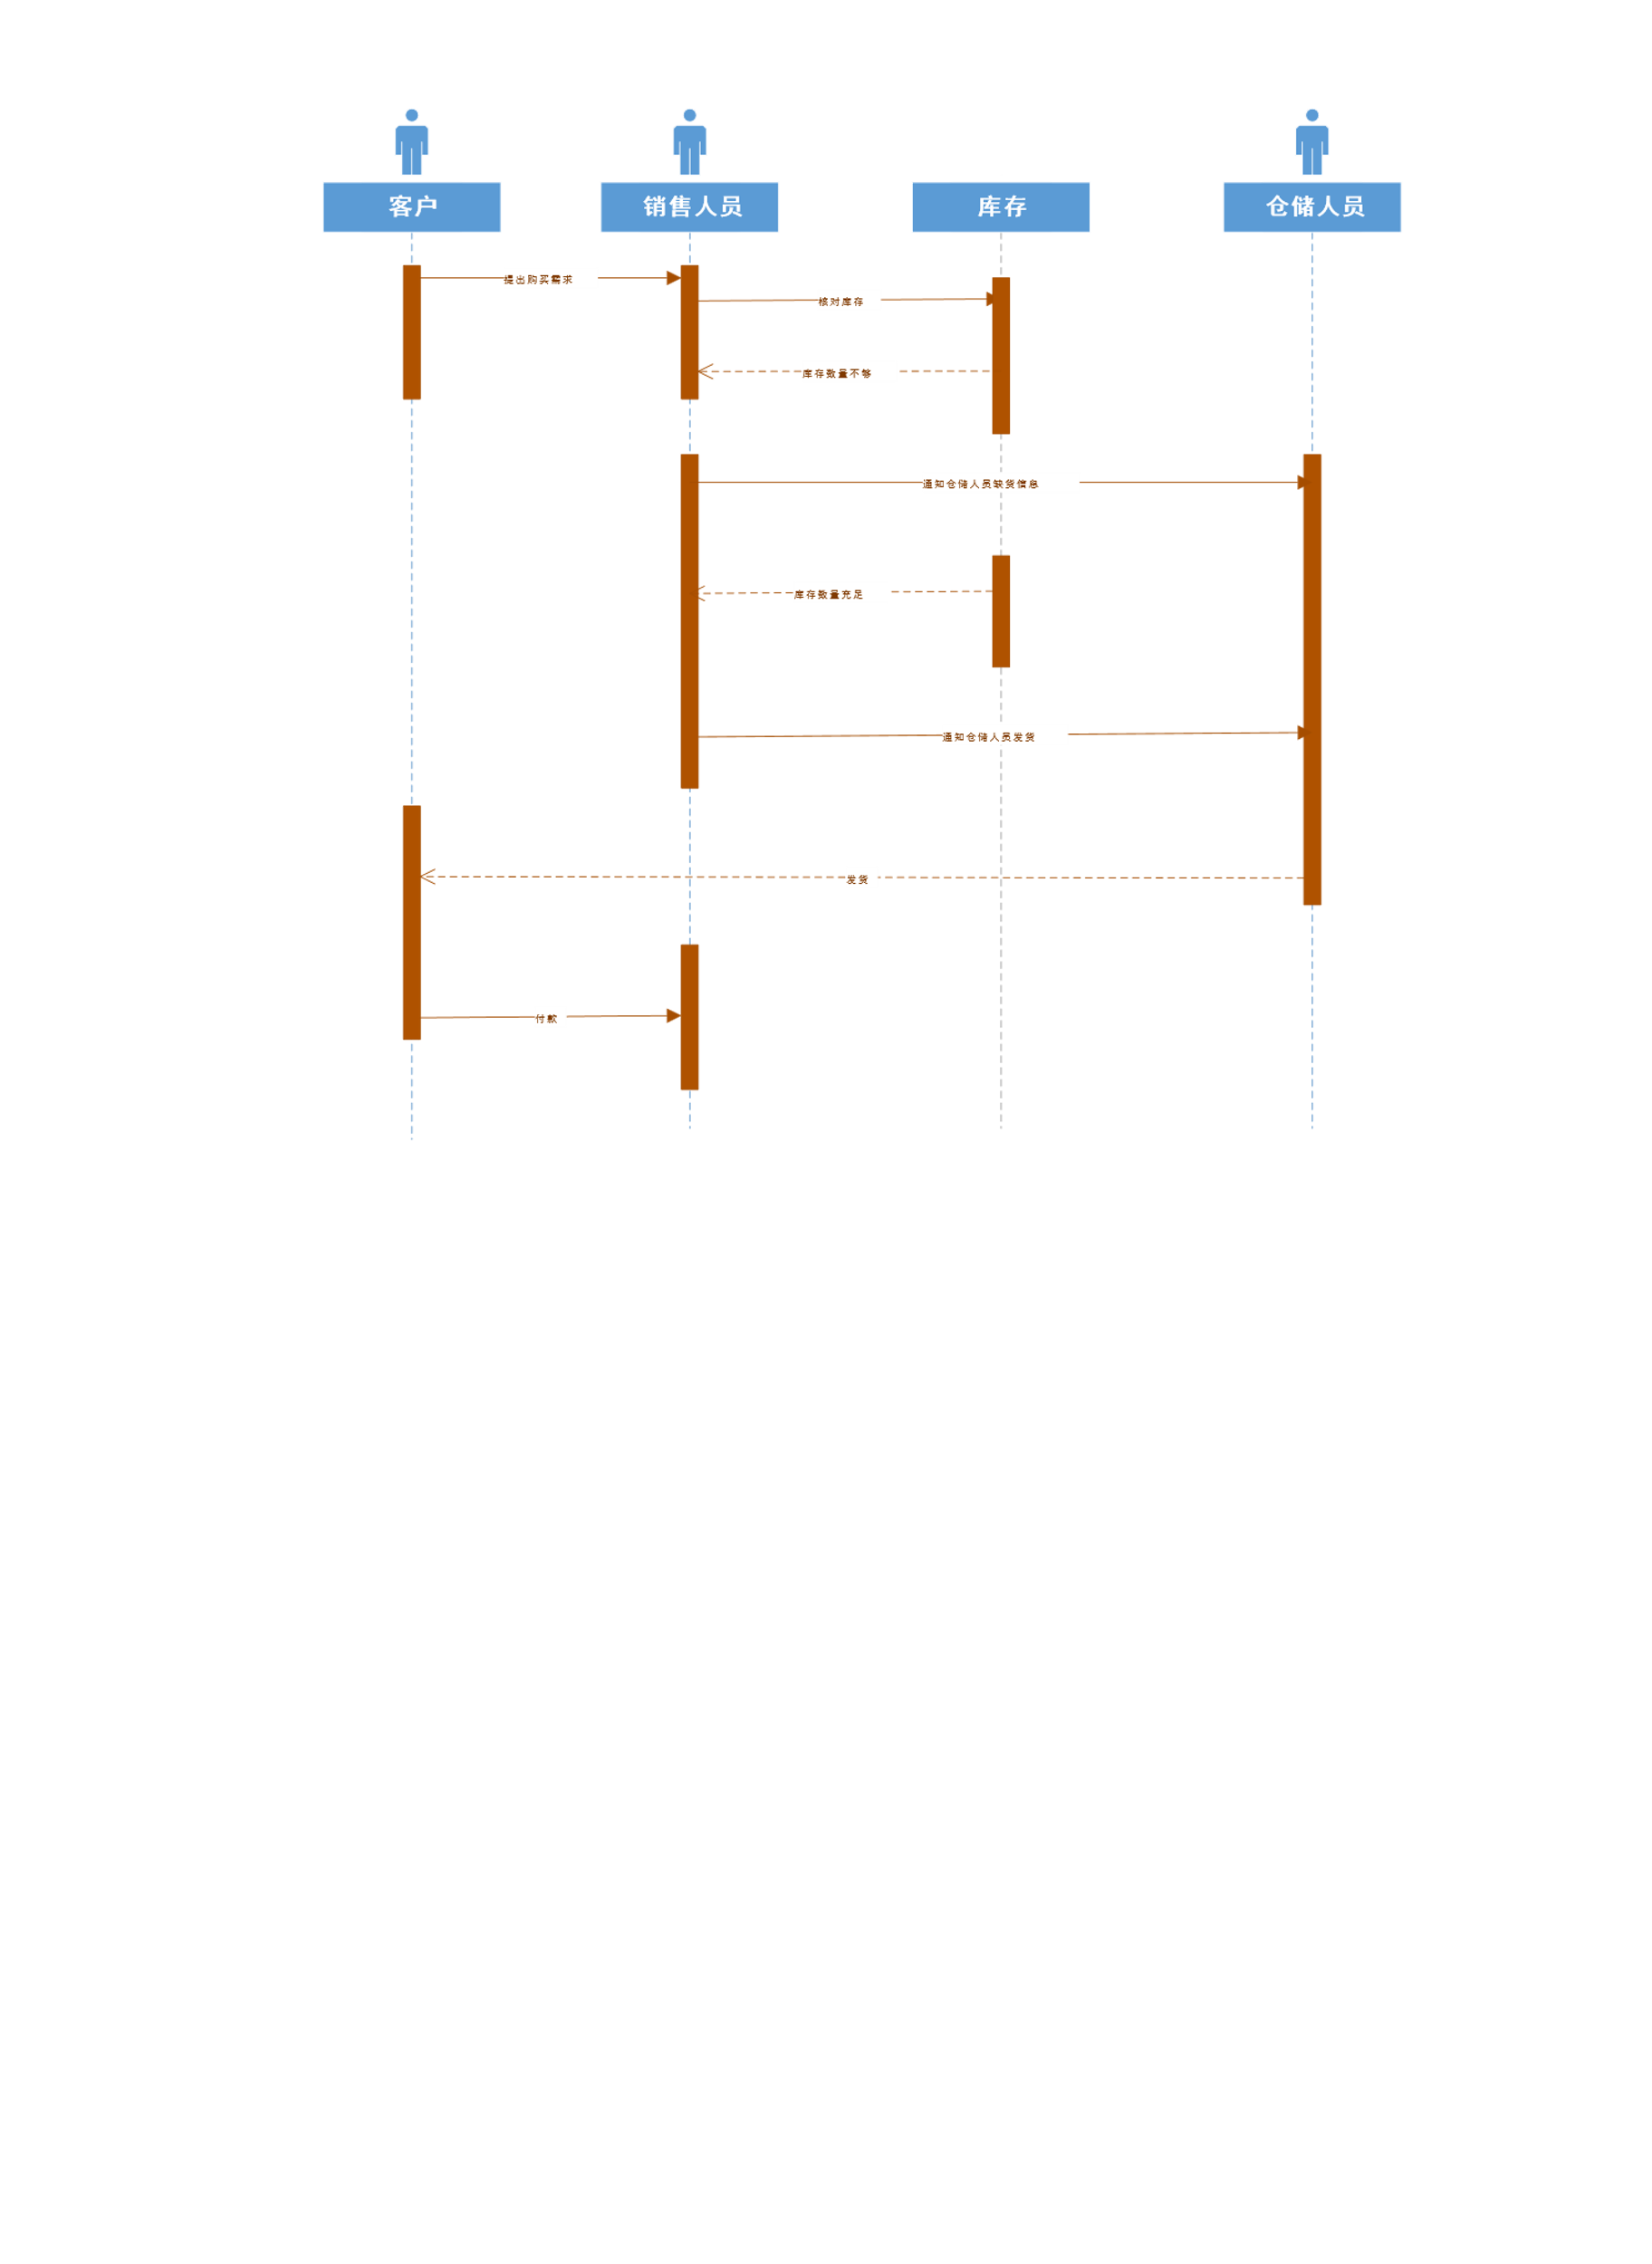 客户
销售人员
库存
仓储人员
提出购买需求
核对库存
库存数量不够
通知仓储人员缺货信息
库存数量充足
通知仓储人员发货
发货
付款